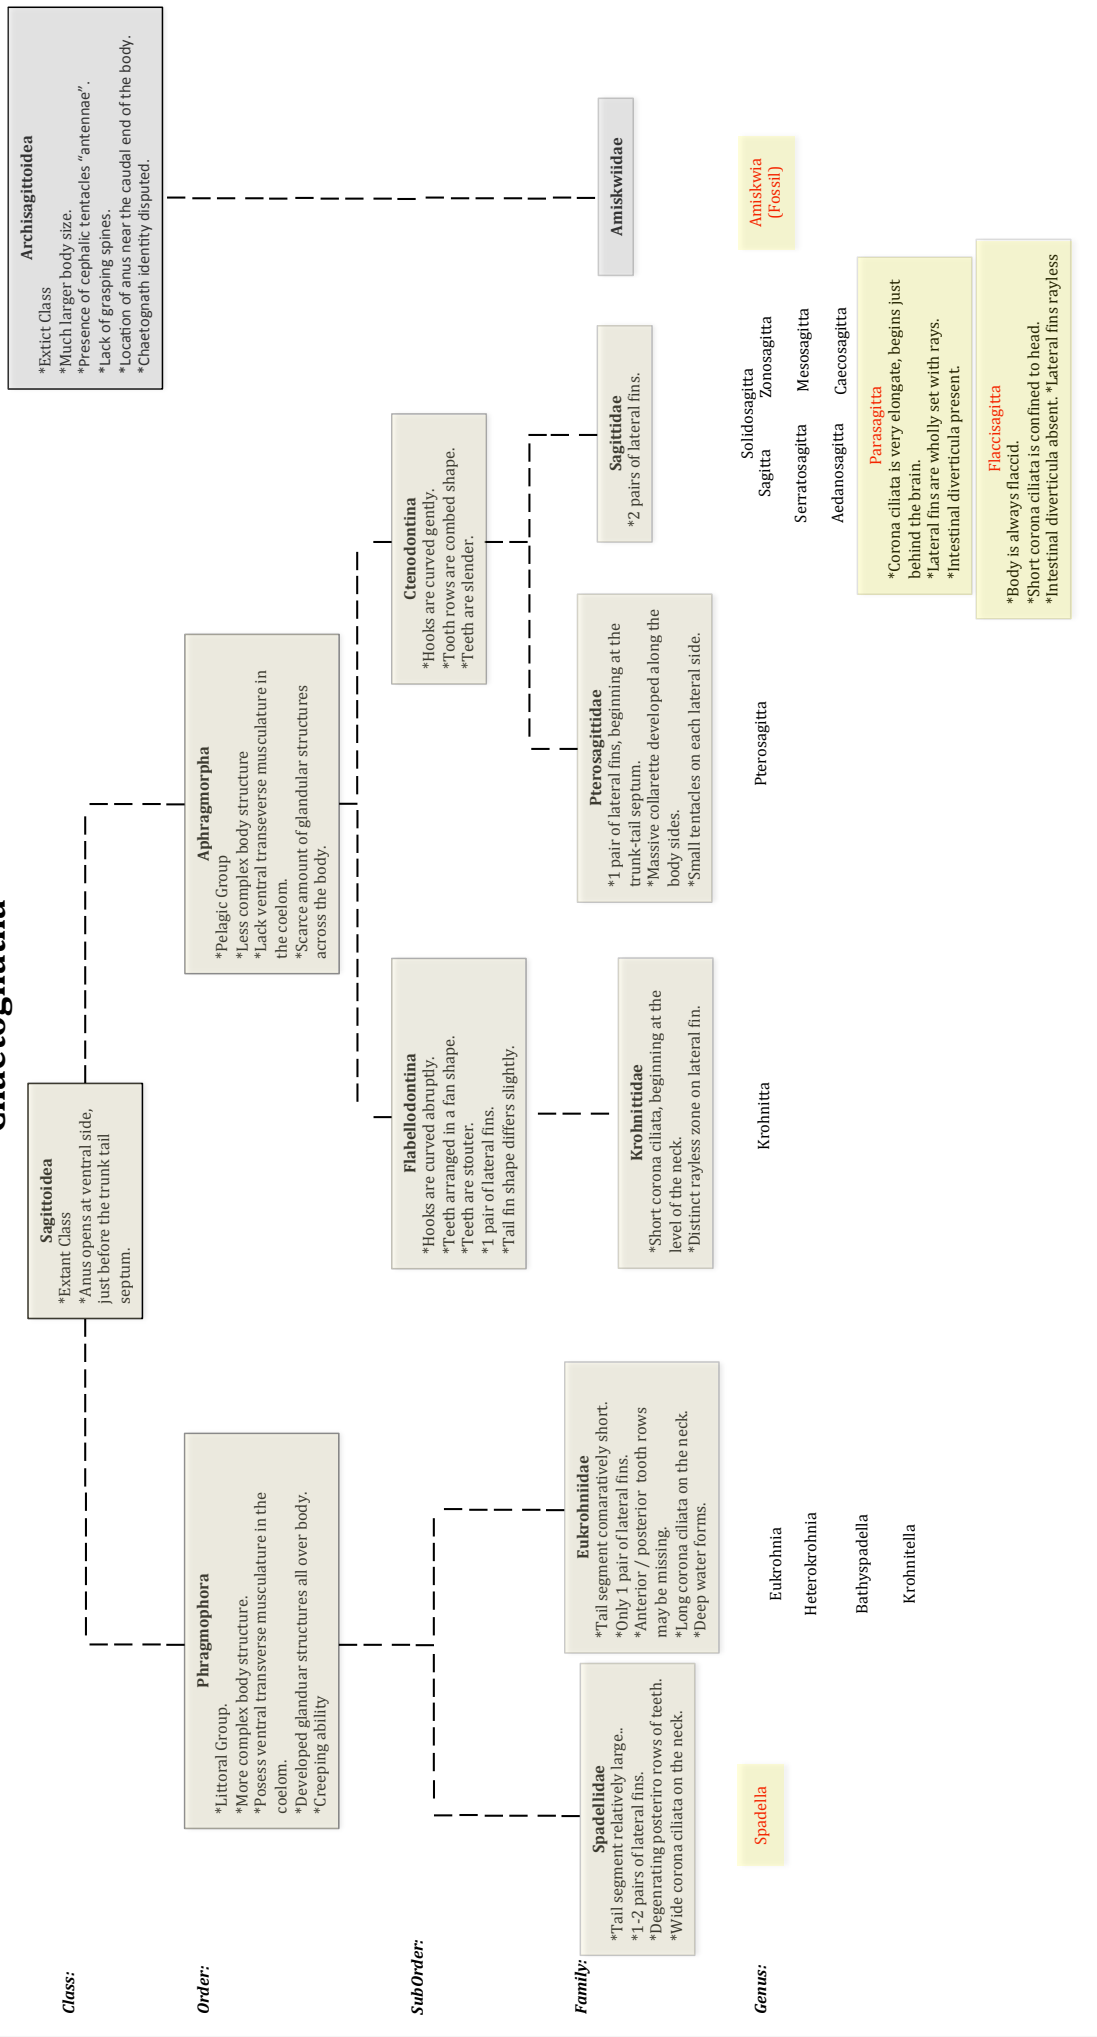 Chaetognatha
Class:
Sagittoidea
*Extant Class
*Anus opens at ventral side,
just before the trunk tail
septum.
Archisagittoidea
*Extict Class
*Much larger body size.
*Presence of cephalic tentacles “antennae”.
*Lack of grasping spines.
*Location of anus near the caudal end of the body.
*Chaetognath identity disputed.
Order:
Phragmophora
*Littoral Group.
*More complex body structure.
*Posess ventral transverse musculature in the
coelom.
*Developed glanduar structures all over body.
*Creeping ability
Aphragmorpha
*Pelagic Group
*Less complex body structure
*Lack ventral transeverse musculature in
the coelom.
*Scarce amount of glandular structures
across the body.
SubOrder:
Flabellodontina
*Hooks are curved abruptly.
*Teeth arranged in a fan shape.
*Teeth are stouter.
*1 pair of lateral fins.
*Tail fin shape differs slightly.
Ctenodontina
*Hooks are curved gently.
*Tooth rows are combed shape.
*Teeth are slender.
Family:
Spadellidae
*Tail segment relatively large..
*1-2 pairs of lateral fins.
*Degenrating posteriro rows of teeth.
*Wide corona ciliata on the neck.
Eukrohniidae
*Tail segment comaratively short.
*Only 1 pair of lateral fins.
*Anterior / posterior tooth rows
may be missing.
*Long corona ciliata on the neck.
*Deep water forms.
Krohnittidae
*Short corona ciliata, beginning at the
level of the neck.
*Distinct rayless zone on lateral fin.
Pterosagittidae
*1 pair of lateral fins, beginning at the
trunk-tail septum.
*Massive collarette developed along the
body sides.
*Small tentacles on each lateral side.
Sagittidae
*2 pairs of lateral fins.
Amiskwiidae
Genus:
Spadella
Eukrohnia
Heterokrohnia
Bathyspadella
Krohnitella
Krohnitta
Pterosagitta
Solidosagitta
Sagitta Zonosagitta
Serratosagitta Mesosagitta
Aedanosagitta Caecosagitta
Parasagitta
*Corona ciliata is very elongate, begins just
behind the brain.
*Lateral fins are wholly set with rays.
*Intestinal diverticula present.
Flaccisagitta
*Body is always flaccid.
*Short corona ciliata is confined to head.
*Intestinal diverticula absent. *Lateral fins rayless
Amiskwia
(Fossil)